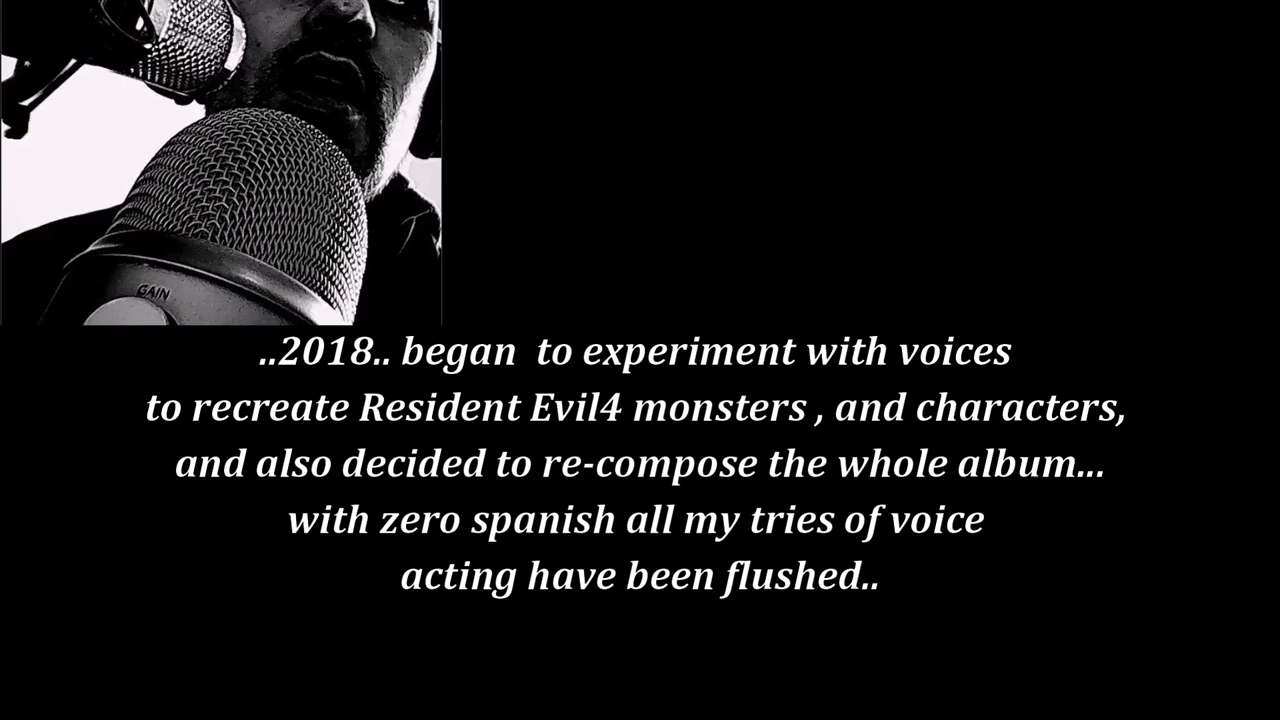 GAIN
..2018.. began to experiment with voices
to recreate Resident Evil4 monsters , and characters,
and also decided to re-compose the whole album...
with zero spanish all my tries of voice
acting have been flushed..